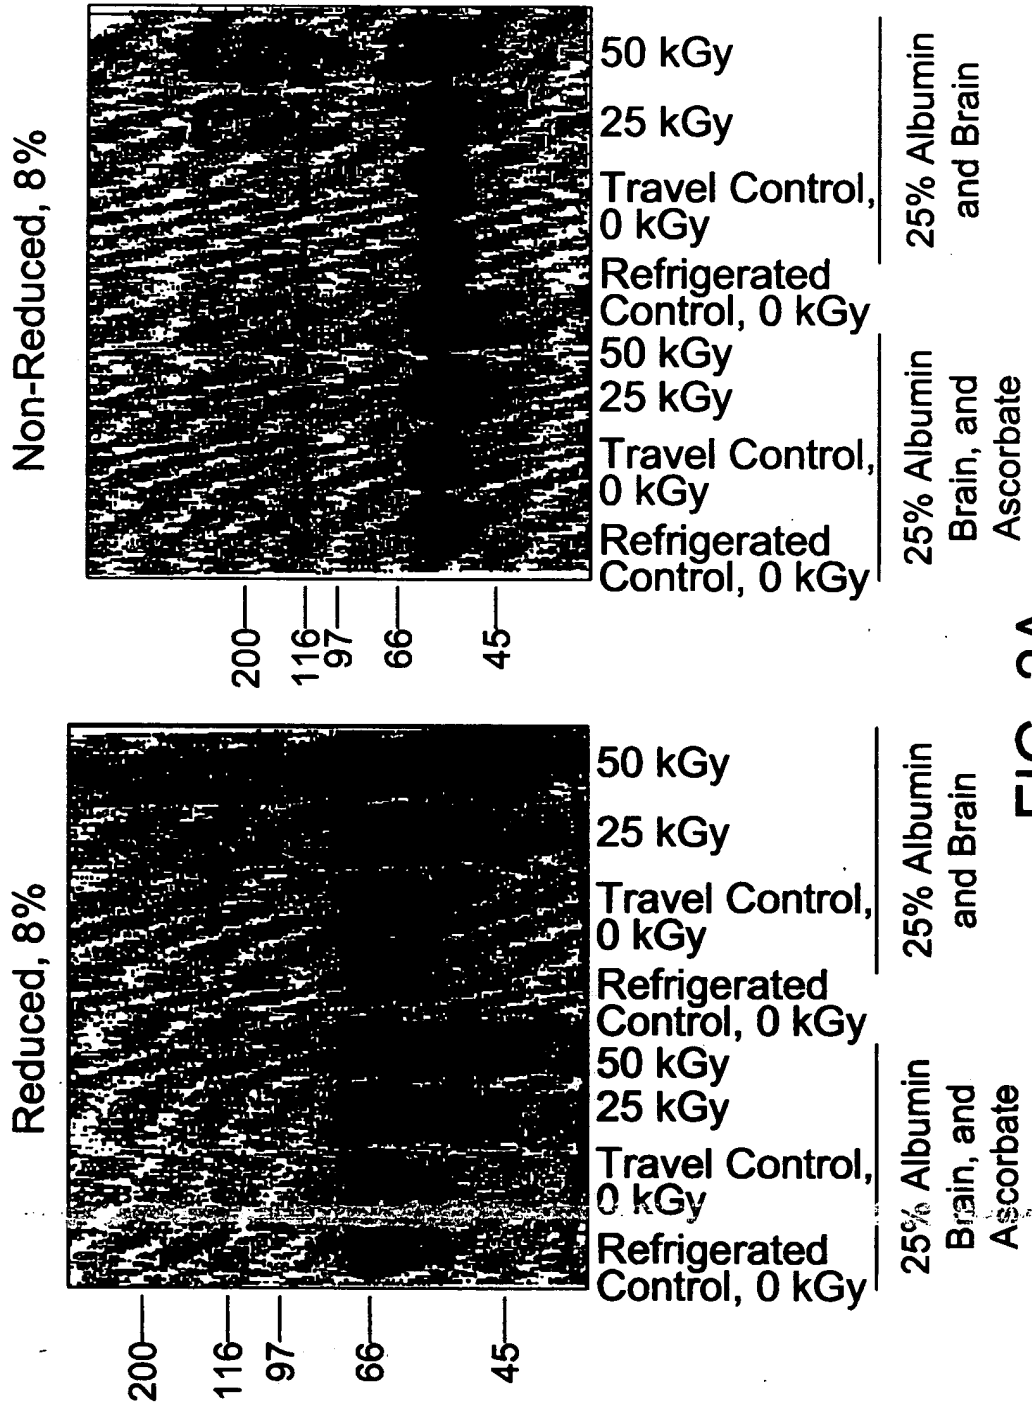 Non-Reduced, 8%
200
116
97
66
45
50 kGy
25 kGy
Travel Control,
0 kGy
Refrigerated
Control, 0 kGy
50 kGy
25 kGy
Travel Control,
0 kGy
Refrigerated
Control, 0 kGy
25% Albumin
and Brain
25% Albumin
Brain, and
Ascorbate
Reduced, 8%
200
116
97
66
45
50 kGy
25 kGy
Travel Control,
0 kGy
Refrigerated
Control, 0 kGy
50 kGy
25 kGy
Travel Control,
0 kGy
Refrigerated
Control, 0 kGy
25% Albumin
and Brain
25% Albumin
Brain, and
Ascorbate